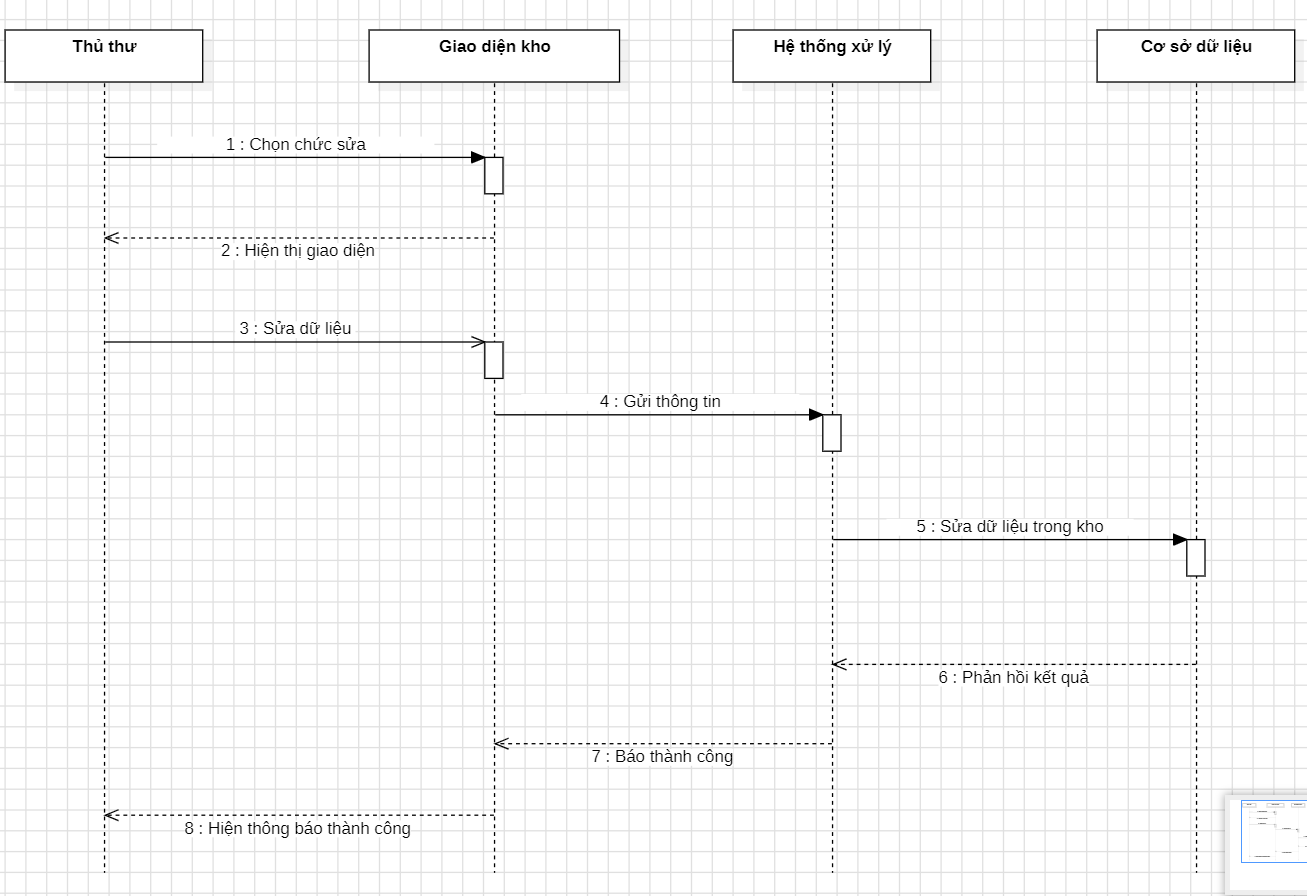 Thủ thư
Giao diện kho
Hệ thống xử lý
Cơ sở dữ liệu
1 : Chọn chức sửa
2 : Hiện thị giao diện
3 : Sửa dữ liệu
4 : Gửi thông tin
5 : Sửa dữ liệu trong kho
6 : Phản hồi kết quả
7 : Báo thành công
8 : Hiện thông báo thành công